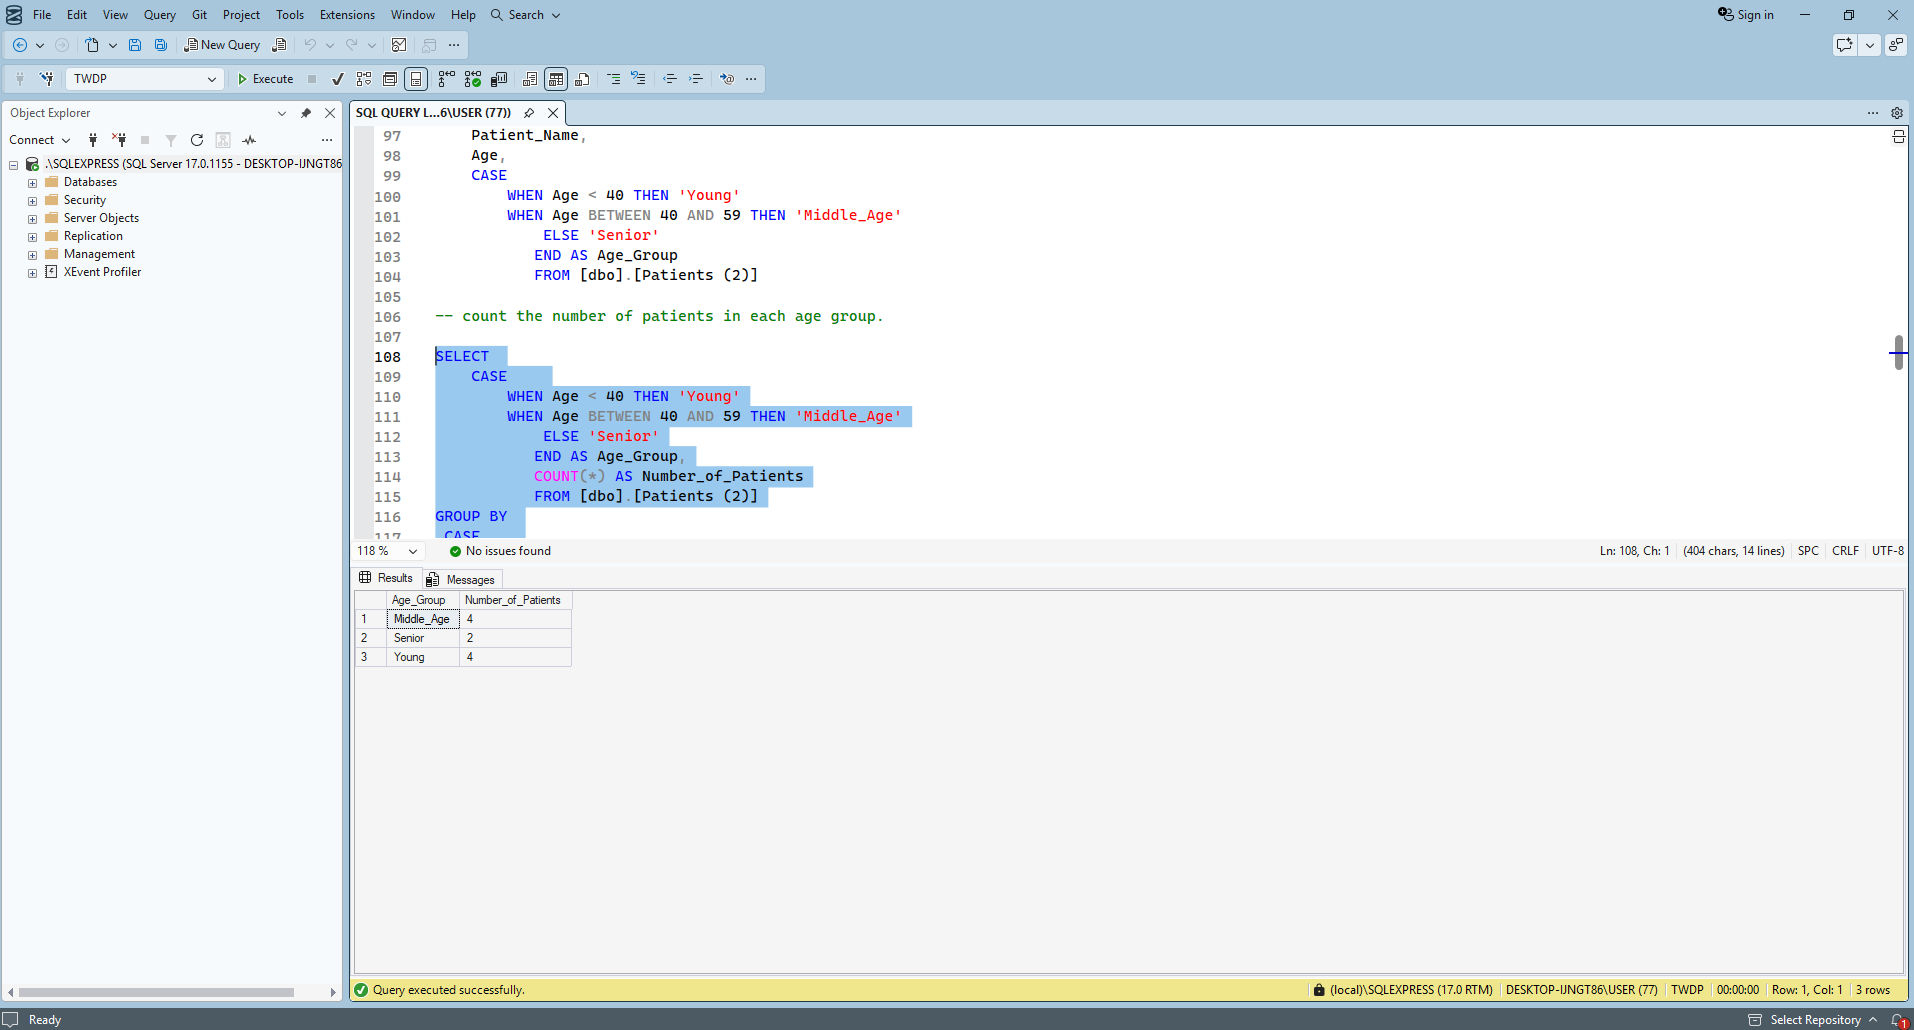 File Edit View Query Git Project Tools Extensions Window Help Search Sign in
New Query
TWDP Execute
Object Explorer
Connect
.\SQLEXPRESS (SQL Server 17.0.1155 - DESKTOP-IJNGT86
Databases
Security
Server Objects
Replication
Management
XEvent Profiler
SQL QUERY L...6\USER (77))
97 Patient_Name,
98 Age,
99 CASE
100 WHEN Age < 40 THEN 'Young'
101 WHEN Age BETWEEN 40 AND 59 THEN 'Middle_Age'
102 ELSE 'Senior'
103 END AS Age_Group
104 FROM [dbo].[Patients (2)]
105
106 -- count the number of patients in each age group.
107
108 SELECT
109 CASE
110 WHEN Age < 40 THEN 'Young'
111 WHEN Age BETWEEN 40 AND 59 THEN 'Middle_Age'
112 ELSE 'Senior'
113 END AS Age_Group,
114 COUNT(*) AS Number_of_Patients
115 FROM [dbo].[Patients (2)]
116 GROUP BY
117 CASE
118 % No issues found Ln: 108, Ch: 1 (404 chars, 14 lines) SPC CRLF UTF-8
Results Messages
Age_Group Number_of_Patients
1 Middle_Age 4
2 Senior 2
3 Young 4
Query executed successfully. (local)\SQLEXPRESS (17.0 RTM) DESKTOP-IJNGT86\USER (77) TWDP 00:00:00 Row: 1, Col: 1 3 rows
Ready Select Repository 1